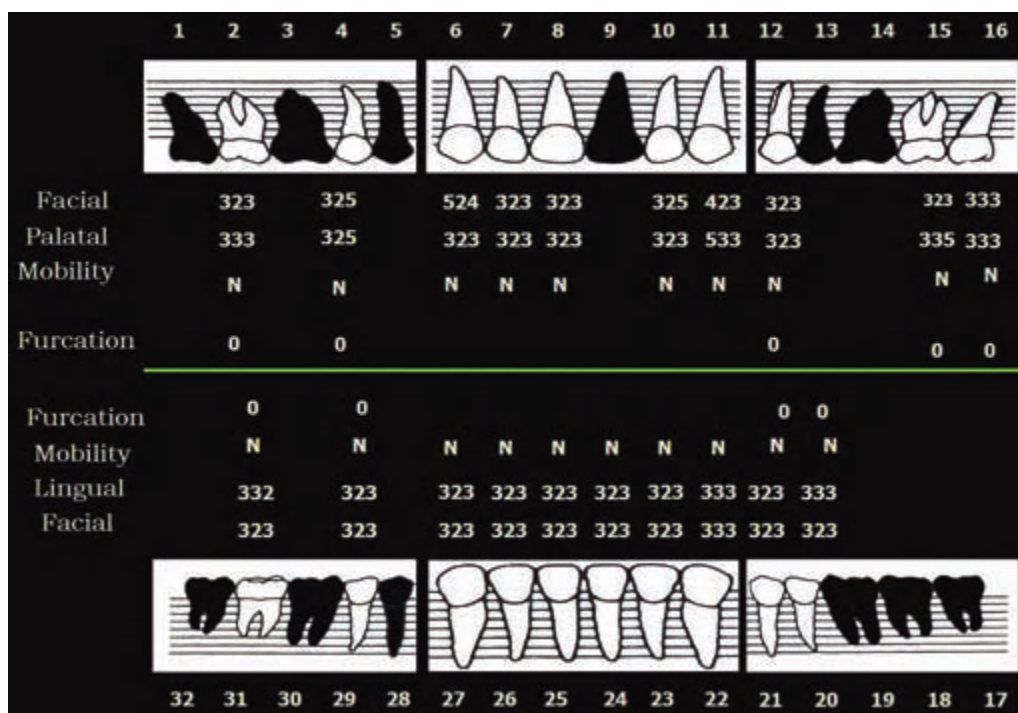 1 2 3 4 5 6 7 8 9 10 11 12 13 14 15 16
Facial 323 325 524 323 323 325 423 323 323 333
Palatal 333 325 323 323 323 323 533 323 335 333
Mobility N N N N N N N N N N
Furcation 0 0 0 0 0
Furcation 0 0 0 0
Mobility N N N N N N N N N N
Lingual 332 323 323 323 323 323 323 333 323 333
Facial 323 323 323 323 323 323 323 333 323 323
32 31 30 29 28 27 26 25 24 23 22 21 20 19 18 17